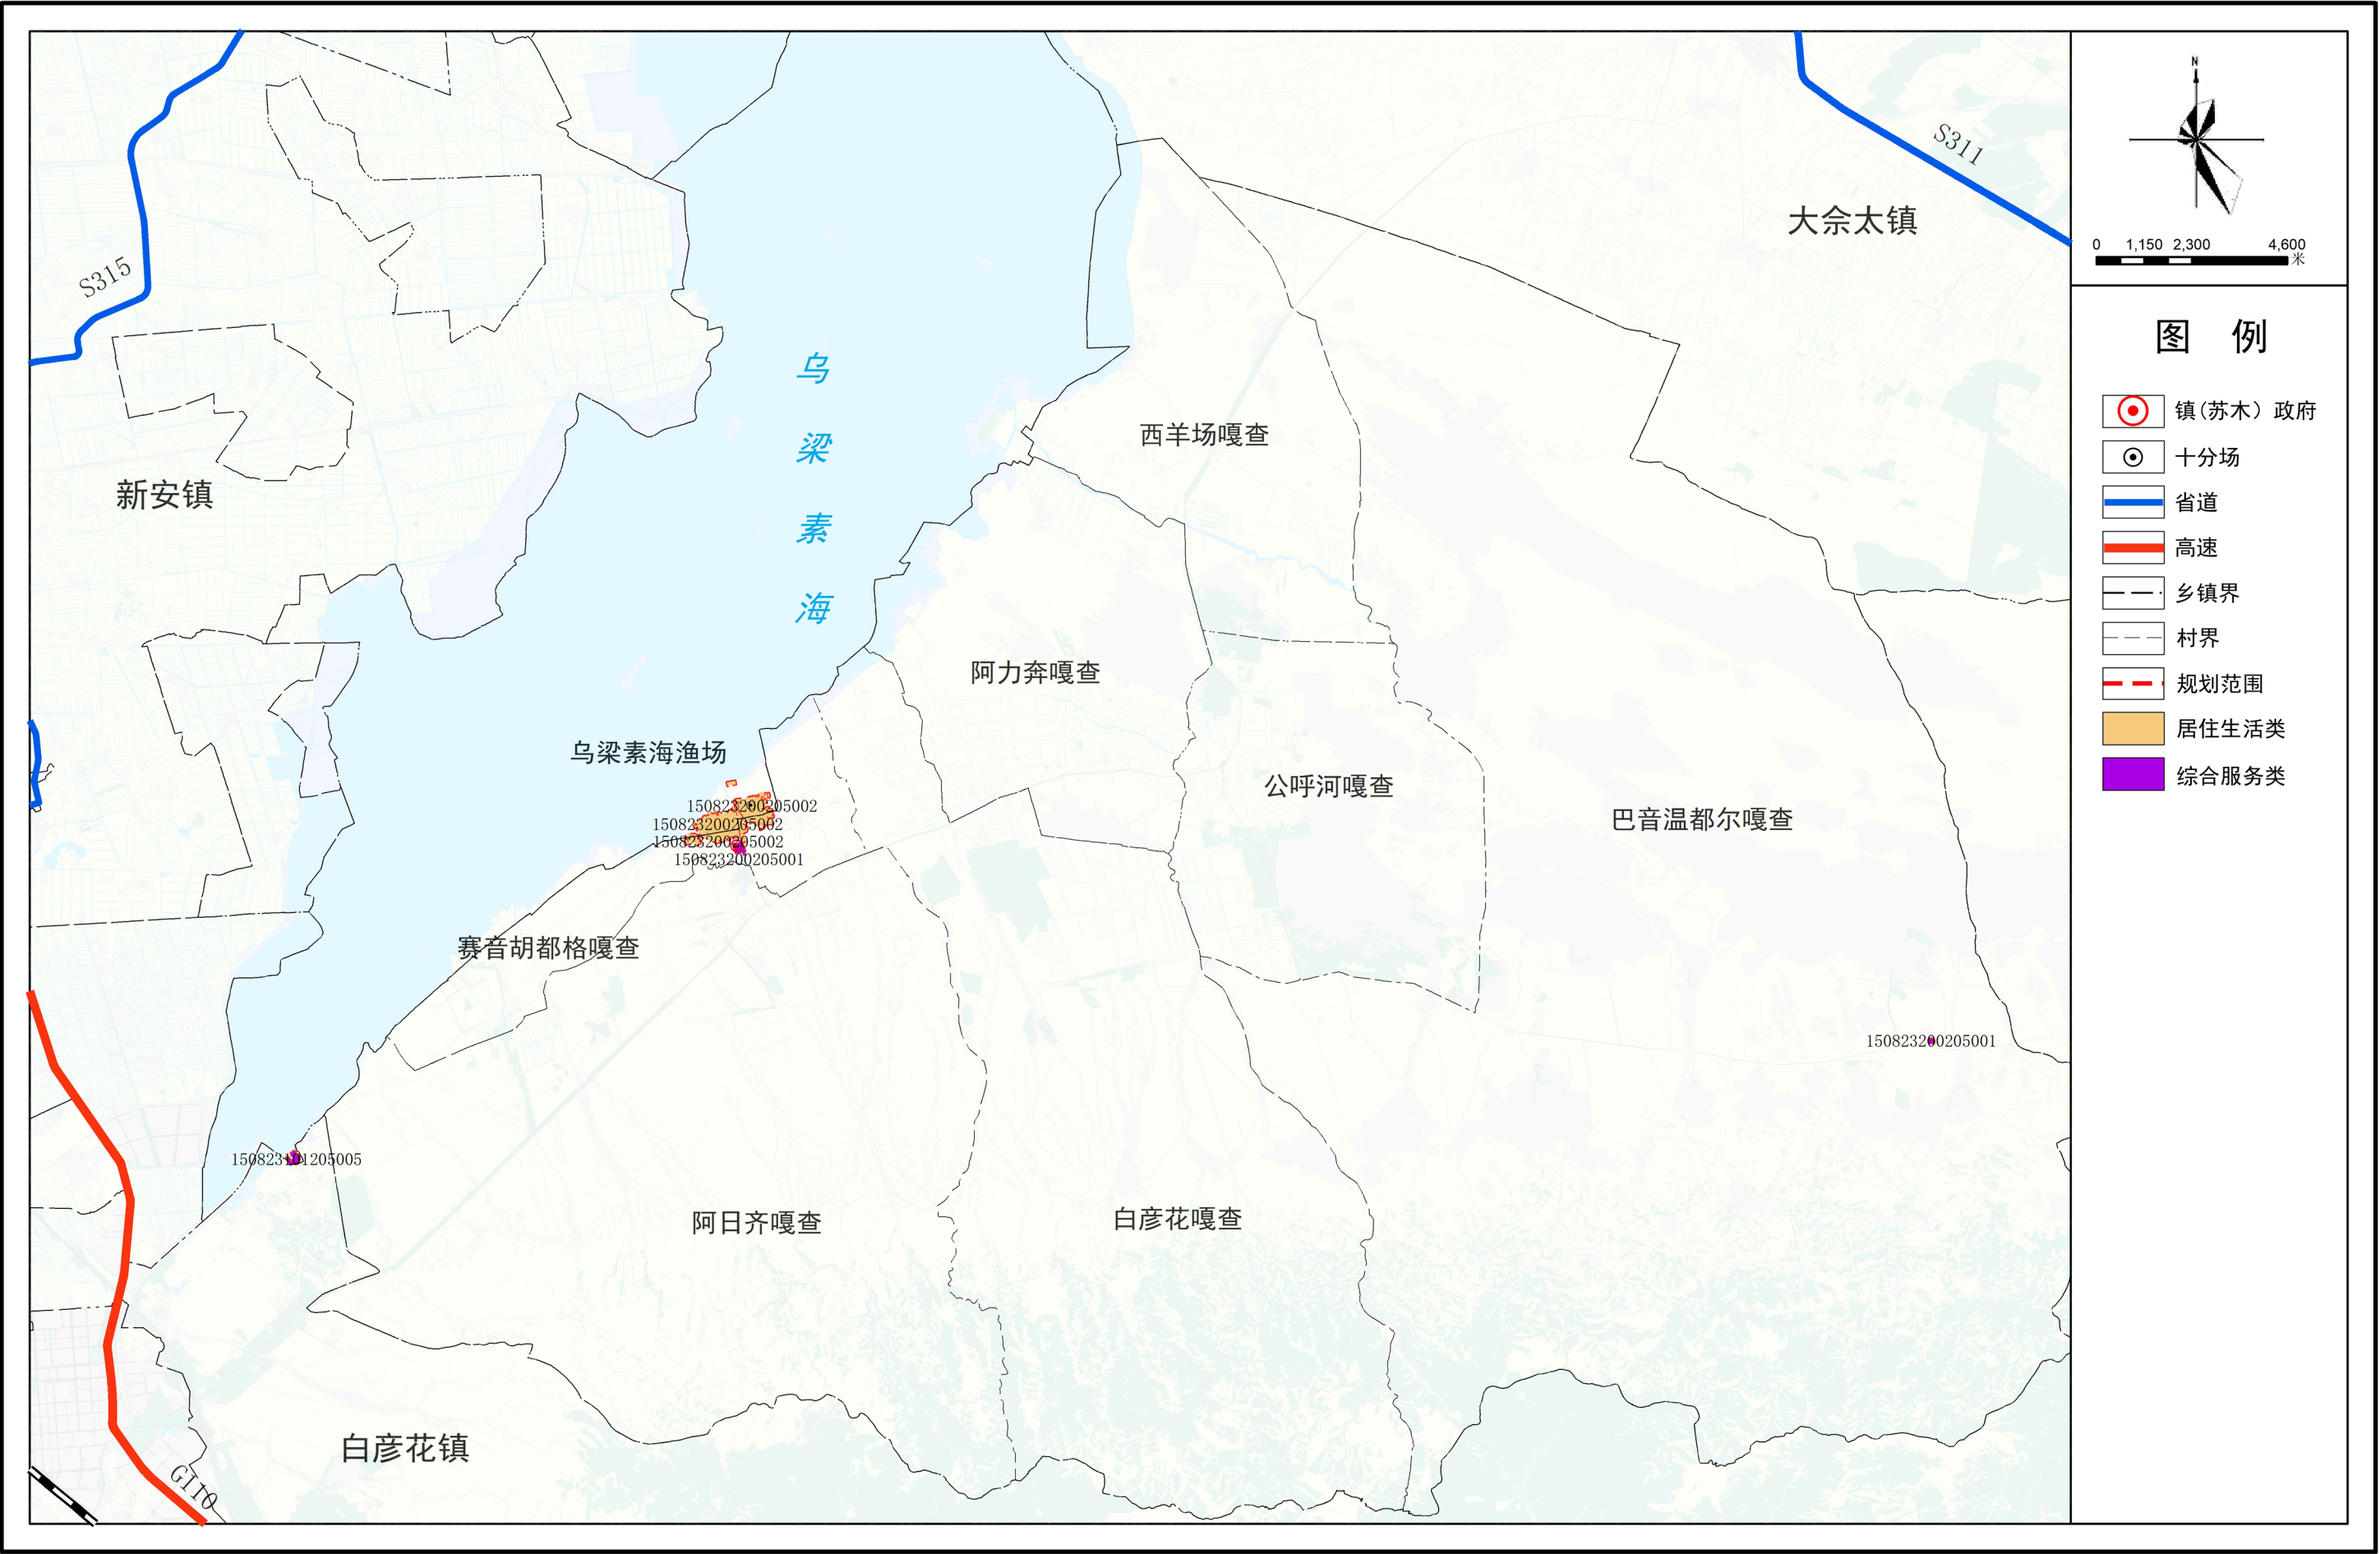 S315
S311
大佘太镇
乌
梁
素
海
新安镇
西羊场嘎查
阿力奔嘎查
乌梁素海渔场
公呼河嘎查
巴音温都尔嘎查
150823200205002
150823200205002
150823200205002
150823200205001
赛音胡都格嘎查
150823200205001
150823101205005
阿日齐嘎查
白彦花嘎查
白彦花镇
G110
N
0 1,150 2,300 4,600
米
图 例
镇(苏木)政府
十分场
省道
高速
乡镇界
村界
规划范围
居住生活类
综合服务类